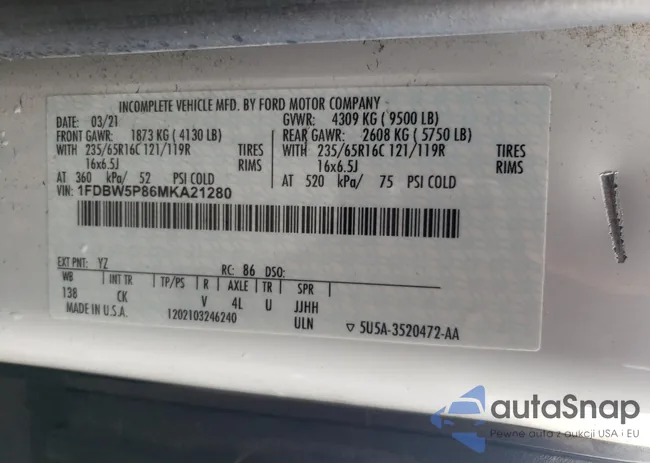 INCOMPLETE VEHICLE MFD. BY FORD MOTOR COMPANY
DATE: 03/21 GVWR: 4309 KG ( 9500 LB)
FRONT GAWR: 1873 KG ( 4130 LB) REAR GAWR: 2608 KG ( 5750 LB)
WITH 235/65R16C 121/119R TIRES WITH 235/65R16C 121/119R TIRES
16x6.5J RIMS 16x6.5J RIMS
AT 360 kPa/ 52 PSI COLD AT 520 kPa/ 75 PSI COLD
VIN: 1FDBW5P86MKA21280
EXT PNT: YZ RC: 86 DSO:
WB INT TR TP/PS R AXLE TR SPR
138 CK V 4L U JJHH
MADE IN U.S.A. 1202103246240 ULN ▽ 5U5A-3520472-AA
autoSnap
Pewne auta z aukcji USA i EU